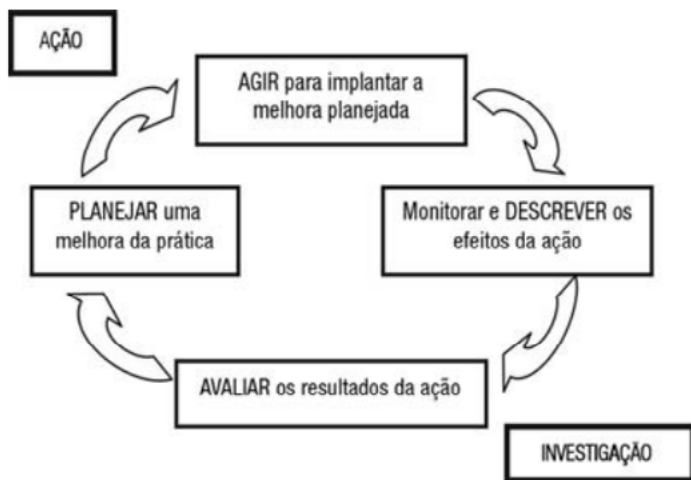 AÇÃO
AGIR para implantar a
melhora planejada
PLANEJAR uma
melhora da prática
Monitorar e DESCREVER os
efeitos da ação
AVALIAR os resultados da ação
INVESTIGAÇÃO